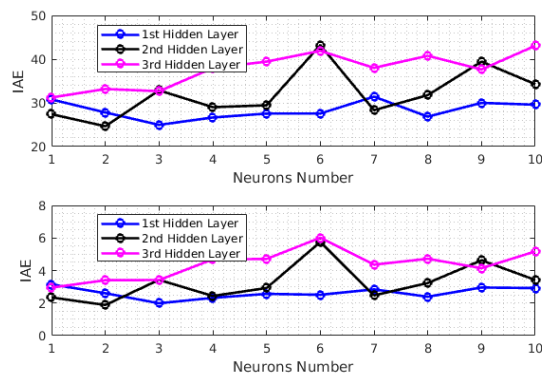 50
40
30
20
IAE
1st Hidden Layer
2nd Hidden Layer
3rd Hidden Layer
1 2 3 4 5 6 7 8 9 10
Neurons Number
8
6
4
2
0
IAE
1st Hidden Layer
2nd Hidden Layer
3rd Hidden Layer
1 2 3 4 5 6 7 8 9 10
Neurons Number